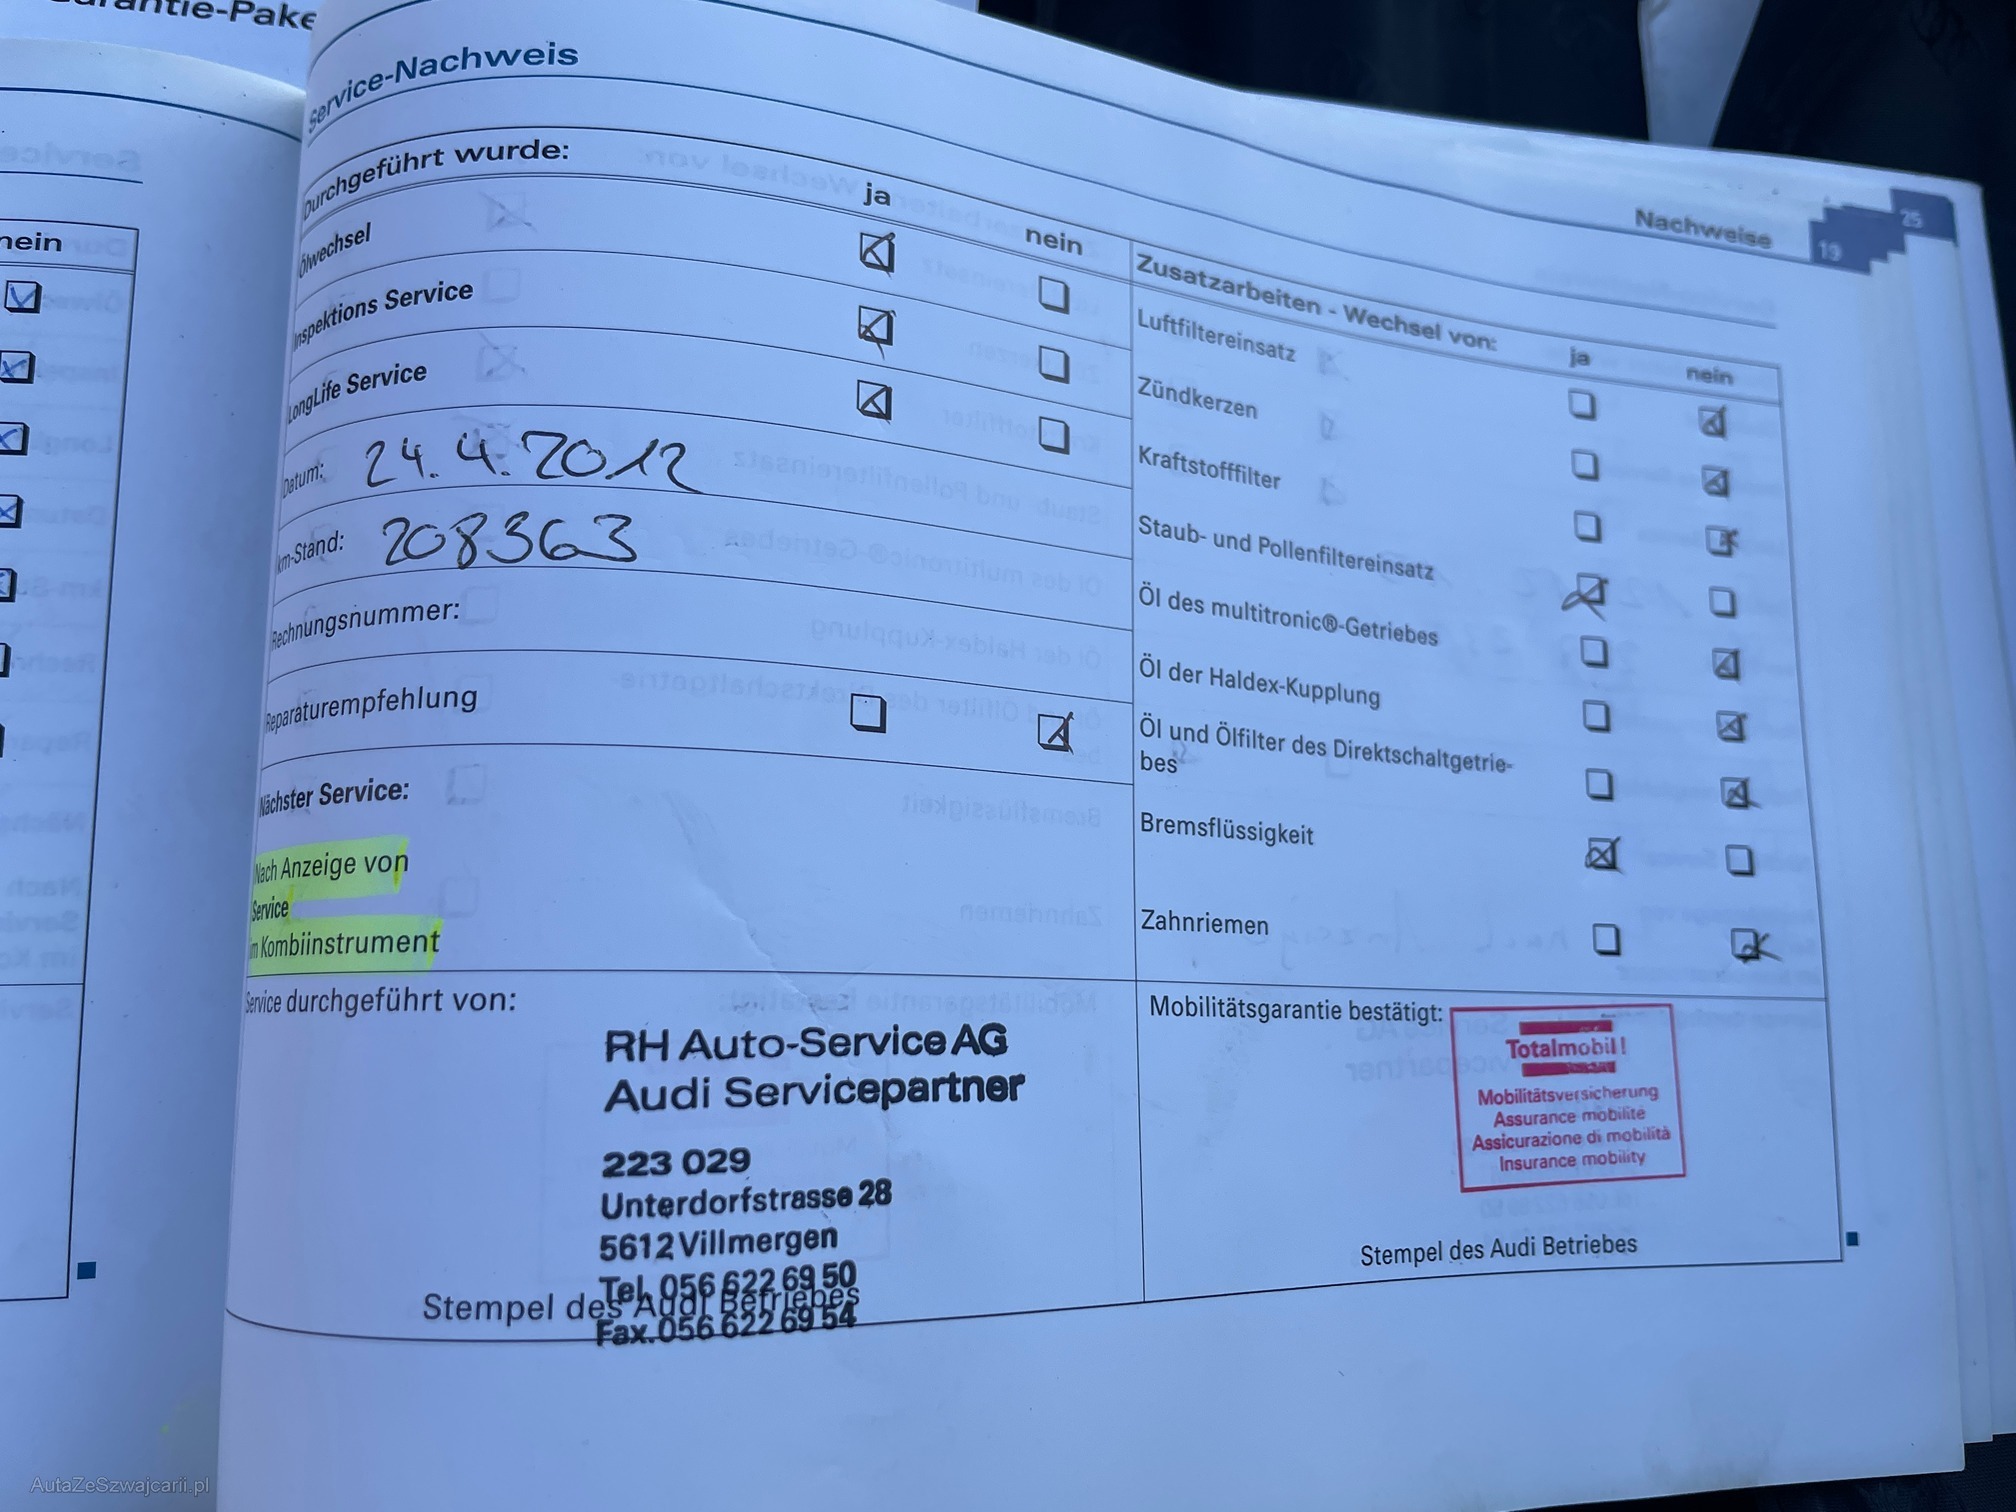 Garantie-Pake
nein
Service-Nachweis
Nachweise
19
25
Durchgeführt wurde:
ja
nein
Ölwechsel
Inspektions Service
LongLife Service
Datum: 24.4.2012
km-Stand: 208363
Rechnungsnummer:
Reparaturempfehlung
Nächster Service:
Nach Anzeige von
Service
im Kombiinstrument
Zusatzarbeiten - Wechsel von:
ja
nein
Luftfiltereinsatz
Zündkerzen
Kraftstofffilter
Staub- und Pollenfiltereinsatz
Öl des multitronic®-Getriebes
Öl der Haldex-Kupplung
Öl und Ölfilter des Direktschaltgetrie-
bes
Bremsflüssigkeit
Zahnriemen
Service durchgeführt von:
RH Auto-Service AG
Audi Servicepartner
223 029
Unterdorfstrasse 28
5612 Villmergen
Tel. 056 622 69 50
Stempel des Audi Betriebes
Fax. 056 622 69 54
Mobilitätsgarantie bestätigt:
Totalmobil!
Mobilitätsversicherung
Assurance mobilité
Assicurazione di mobilità
Insurance mobility
Stempel des Audi Betriebes
AutaZeSzwajcarii.pl